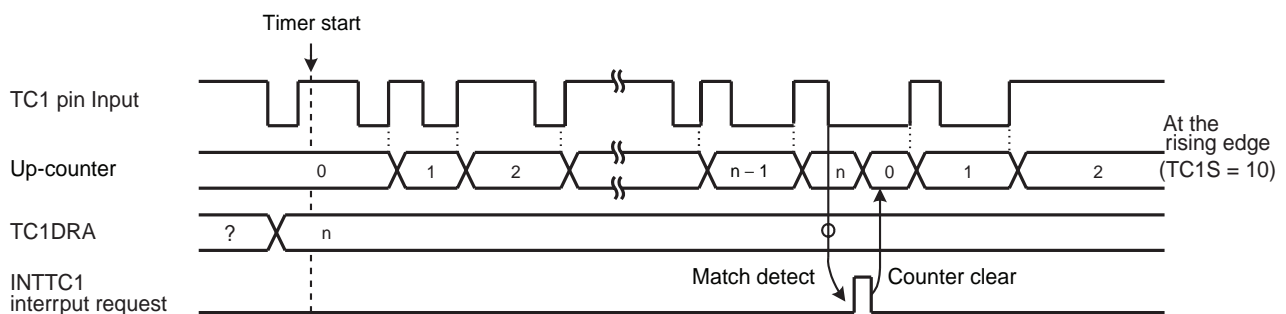 Timer start
TC1 pin Input
At the
rising edge
(TC1S = 10)
Up-counter
0
1
2
n – 1
n
0
1
2
TC1DRA
?
n
Match detect
Counter clear
INTTC1
interrput request